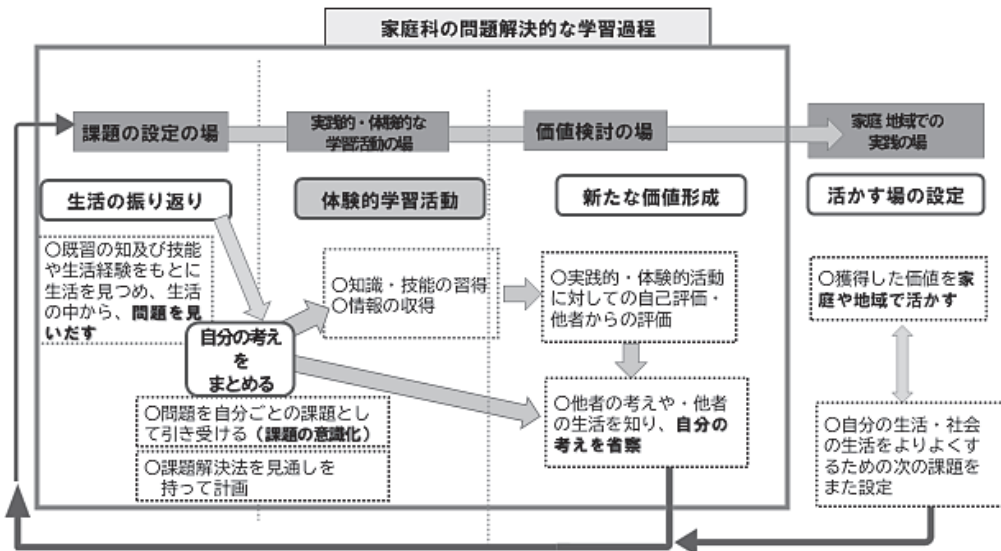 家庭科の問題解決的な学習過程
課題の設定の場
実践的・体験的な
学習活動の場
価値検討の場
家庭 地域での
実践の場
生活の振り返り
体験的学習活動
新たな価値形成
活かす場の設定
○既習の知及び技能
や生活経験をもとに
生活を見つめ、生活
の中から、問題を見
いだす
自分の考え
を
まとめる
○問題を自分ごとの課題とし
て引き受ける（課題の意識化）
○課題解決法を見通しを
持って計画
○知識・技能の習得
○情報の収得
○実践的・体験的活動
に対しての自己評価・
他者からの評価
○他者の考えや・他者
の生活を知り、自分の
考えを省察
○獲得した価値を家
庭や地域で活かす
○自分の生活・社会
の生活をよりよくす
るための次の課題を
また設定